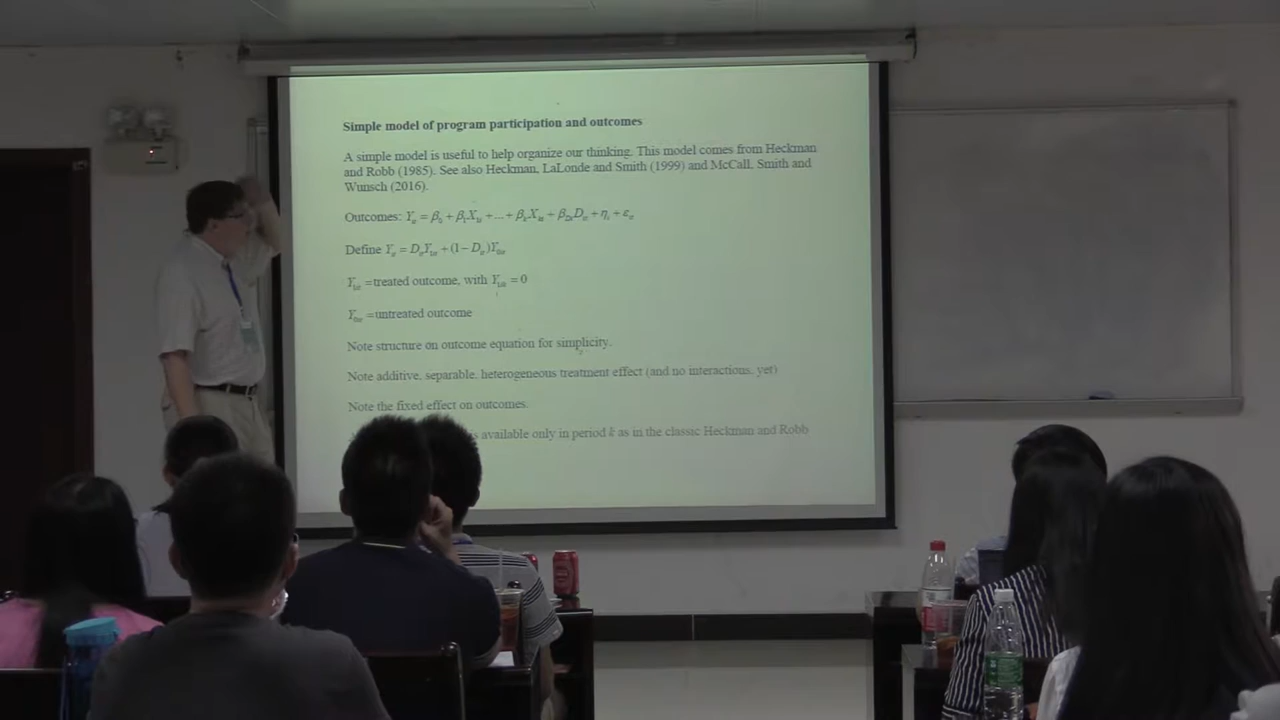 Simple model of program participation and outcomes
A simple model is useful to help organize our thinking. This model comes from Heckman
and Robb (1985). See also Heckman, LaLonde and Smith (1999) and McCall, Smith and
Wunsch (2016).
Outcomes: Y_it = β_0 + β_1X_1i + ... + β_kX_ki + β_DiD_it + η_i + ε_it
Define Y_it = D_itY_1it + (1 − D_it)Y_0it
Y_1it =treated outcome, with Y_1it = 0
Y_0it =untreated outcome
Note structure on outcome equation for simplicity.
Note additive, separable, heterogeneous treatment effect (and no interactions, yet)
Note the fixed effect on outcomes.
available only in period k as in the classic Heckman and Robb